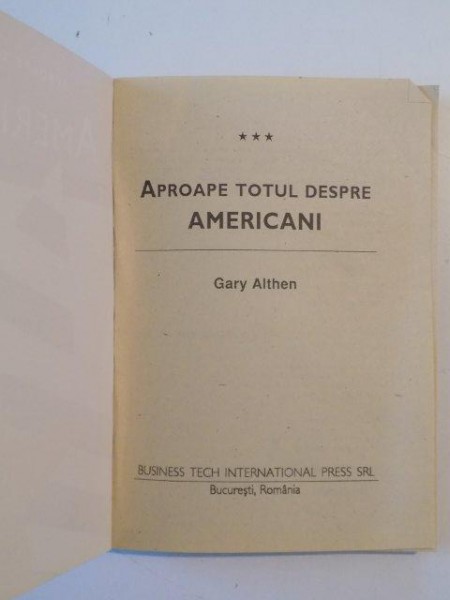 ★★★
APROAPE TOTUL DESPRE
AMERICANI
Gary Althen
BUSINESS TECH INTERNATIONAL PRESS SRL
București, România